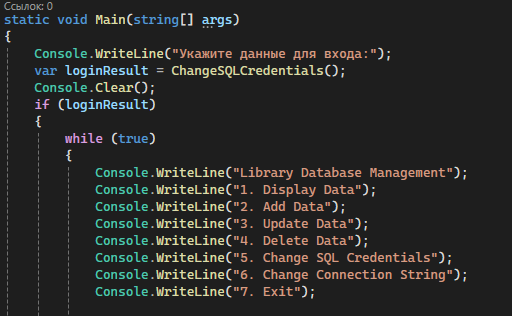 Ссылок: 0
static void Main(string[] args)
{
Console.WriteLine("Укажите данные для входа:");
var loginResult = ChangeSQLCredentials();
Console.Clear();
if (loginResult)
{
while (true)
{
Console.WriteLine("Library Database Management");
Console.WriteLine("1. Display Data");
Console.WriteLine("2. Add Data");
Console.WriteLine("3. Update Data");
Console.WriteLine("4. Delete Data");
Console.WriteLine("5. Change SQL Credentials");
Console.WriteLine("6. Change Connection String");
Console.WriteLine("7. Exit");